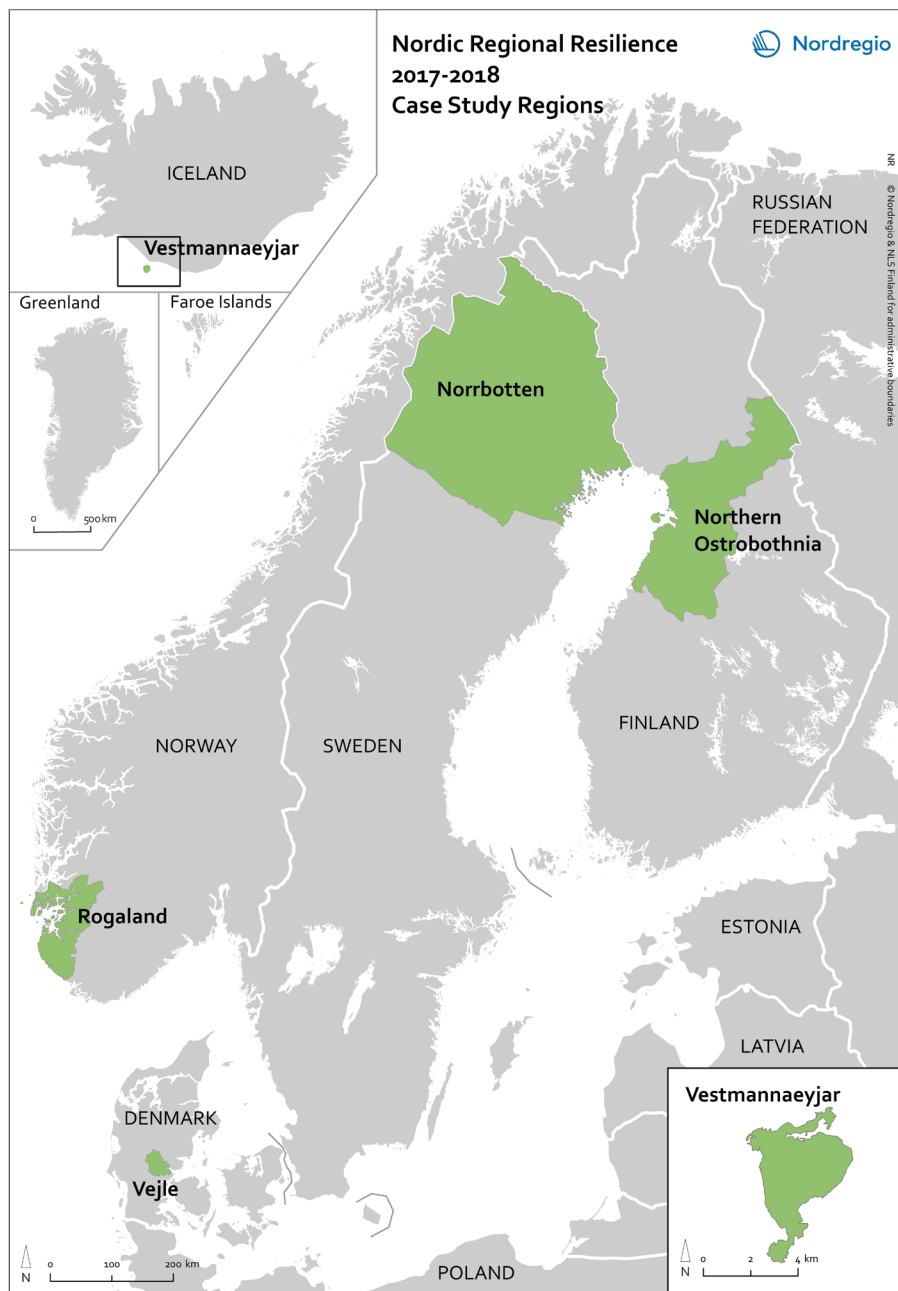 Nordic Regional Resilience
2017-2018
Case Study Regions
Nordregio
ICELAND
Vestmannaeyjar
Greenland
Faroe Islands
0 500 km
RUSSIAN
FEDERATION
NR © Nordregio & NLS Finland for administrative boundaries
Norrbotten
Northern
Ostrobothnia
FINLAND
NORWAY
SWEDEN
Rogaland
ESTONIA
LATVIA
DENMARK
Vejle
POLAND
N
0 100 200 km
Vestmannaeyjar
N
0 2 4 km